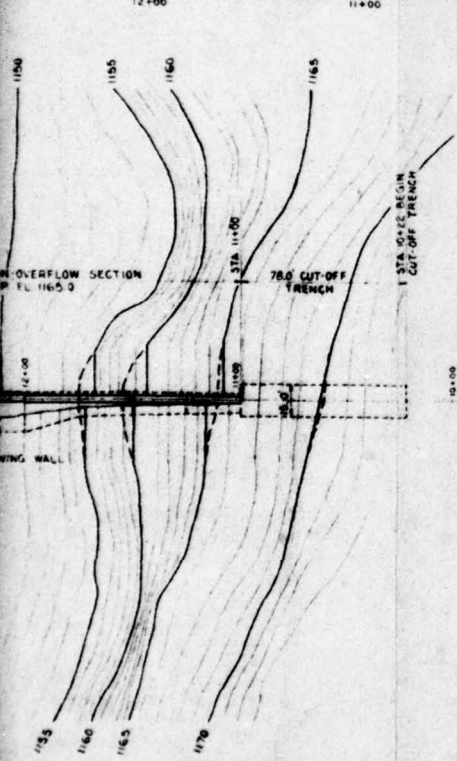 12+00
11+00
1150
1155
1160
1165
STA 11+00
STA 10+22 BEGIN
CUT-OFF TRENCH
N-OVERFLOW SECTION
P EL 1165.0
78.0' CUT-OFF
TRENCH
12+00
11+00
10+00
WING WALL
1155
1160
1165
1170